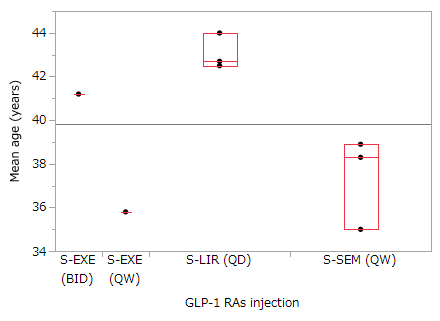 44
42
40
38
36
34
Mean age (years)
S-EXE S-EXE S-LIR (QD) S-SEM (QW)
(BID) (QW)
GLP-1 RAs injection